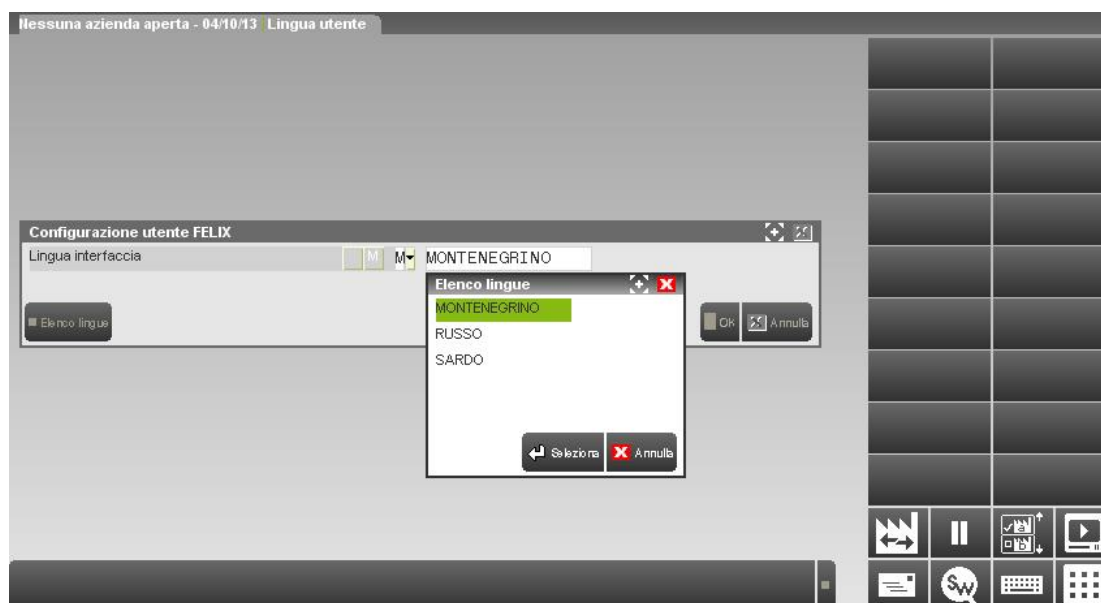 Nessuna azienda aperta - 04/10/13 Lingua utente
Configurazione utente FELIX
Lingua interfaccia M M MONTENEGRINO
Elenco lingue
MONTENEGRINO
RUSSO
SARDO
Elenco lingue
Ok Annulla
Seleziona Annulla
a
b
Sw